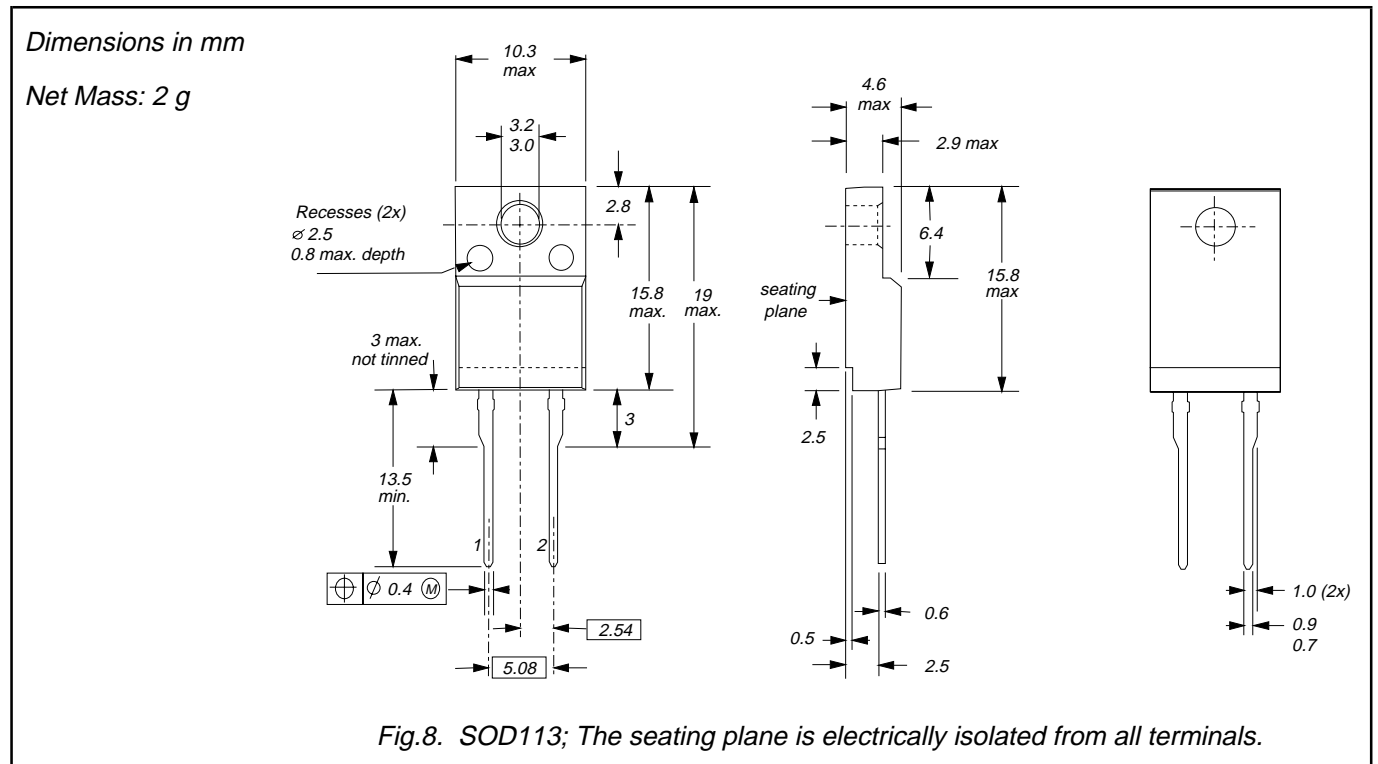 Dimensions in mm
Net Mass: 2 g
10.3
max
3.2
3.0
Recesses (2x)
⌀ 2.5
0.8 max. depth
2.8
15.8
max.
19
max.
3 max.
not tinned
3
13.5
min.
1
2
⌀ 0.4 Ⓜ
2.54
5.08
4.6
max
2.9 max
6.4
15.8
max
seating
plane
2.5
0.6
0.5
2.5
1.0 (2x)
0.9
0.7
Fig.8. SOD113; The seating plane is electrically isolated from all terminals.